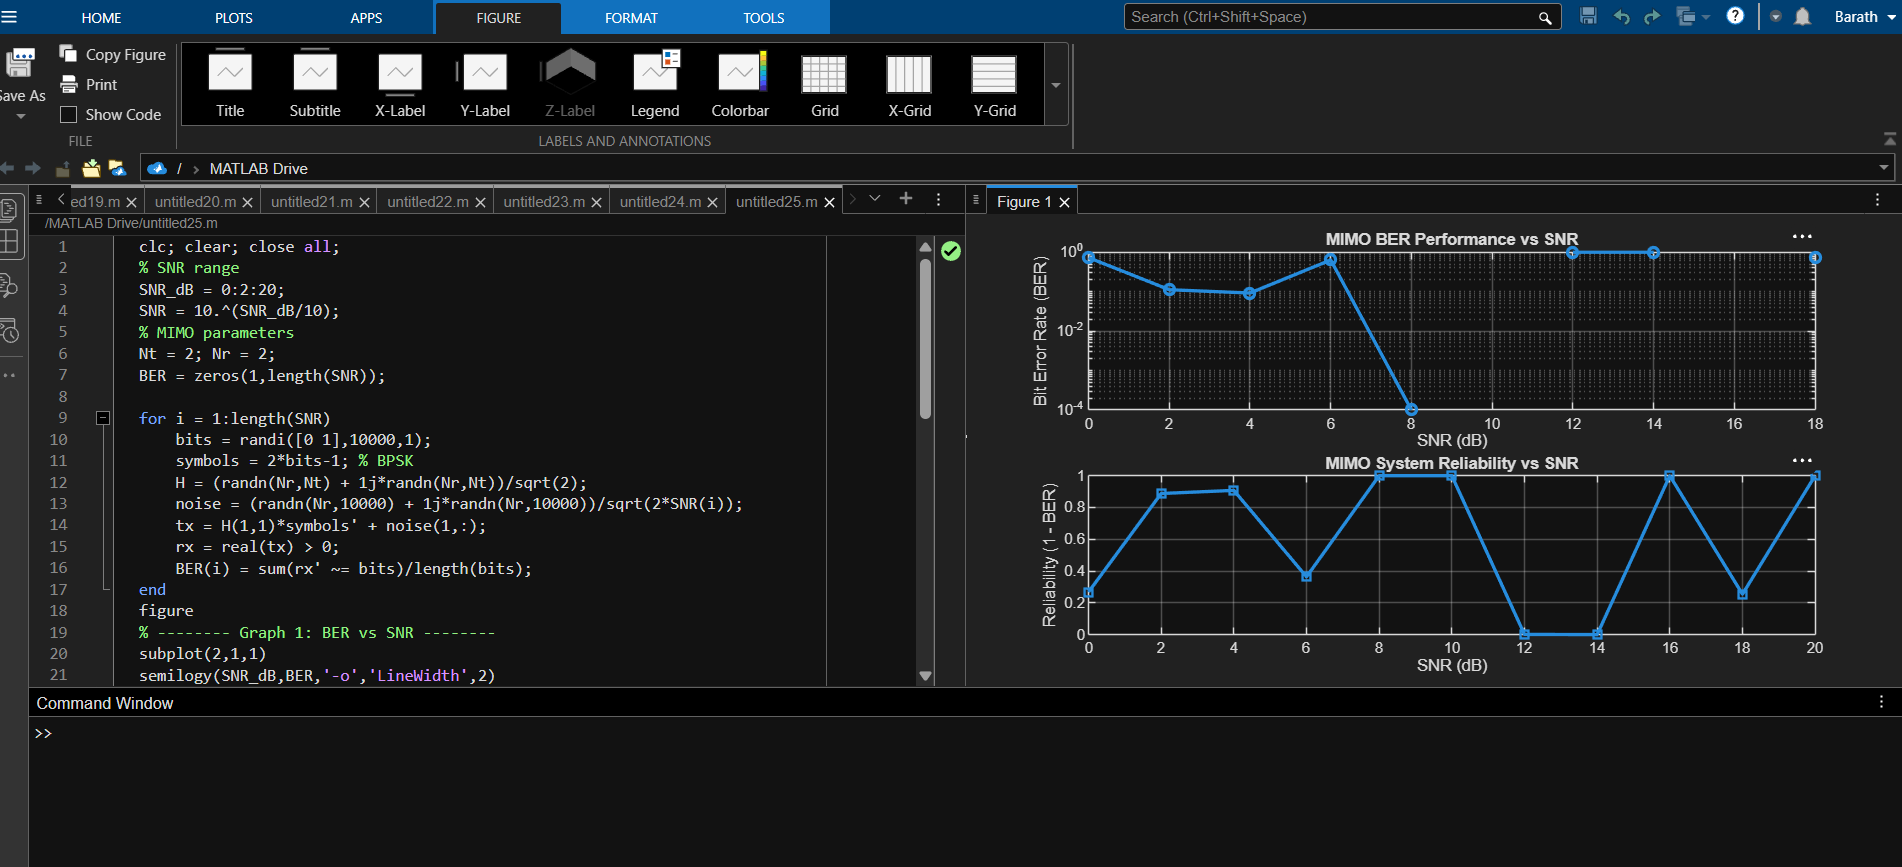 HOME PLOTS APPS FIGURE FORMAT TOOLS Search (Ctrl+Shift+Space) Barath
Save As
Copy Figure
Print
Show Code
FILE
Title Subtitle X-Label Y-Label Z-Label Legend Colorbar Grid X-Grid Y-Grid
LABELS AND ANNOTATIONS
/ > MATLAB Drive
ed19.m untitled20.m untitled21.m untitled22.m untitled23.m untitled24.m untitled25.m
/MATLAB Drive/untitled25.m
1 clc; clear; close all;
2 % SNR range
3 SNR_dB = 0:2:20;
4 SNR = 10.^(SNR_dB/10);
5 % MIMO parameters
6 Nt = 2; Nr = 2;
7 BER = zeros(1,length(SNR));
8
9 for i = 1:length(SNR)
10 bits = randi([0 1],10000,1);
11 symbols = 2*bits-1; % BPSK
12 H = (randn(Nr,Nt) + 1j*randn(Nr,Nt))/sqrt(2);
13 noise = (randn(Nr,10000) + 1j*randn(Nr,10000))/sqrt(2*SNR(i));
14 tx = H(1,1)*symbols' + noise(1,:);
15 rx = real(tx) > 0;
16 BER(i) = sum(rx' ~= bits)/length(bits);
17 end
18 figure
19 % -------- Graph 1: BER vs SNR --------
20 subplot(2,1,1)
21 semilogy(SNR_dB,BER,'-o','LineWidth',2)
Figure 1
MIMO BER Performance vs SNR
Bit Error Rate (BER)
10^0
10^-2
10^-4
0 2 4 6 8 10 12 14 16 18
SNR (dB)
MIMO System Reliability vs SNR
Reliability (1 - BER)
1
0.8
0.6
0.4
0.2
0
0 2 4 6 8 10 12 14 16 18 20
SNR (dB)
Command Window
>>